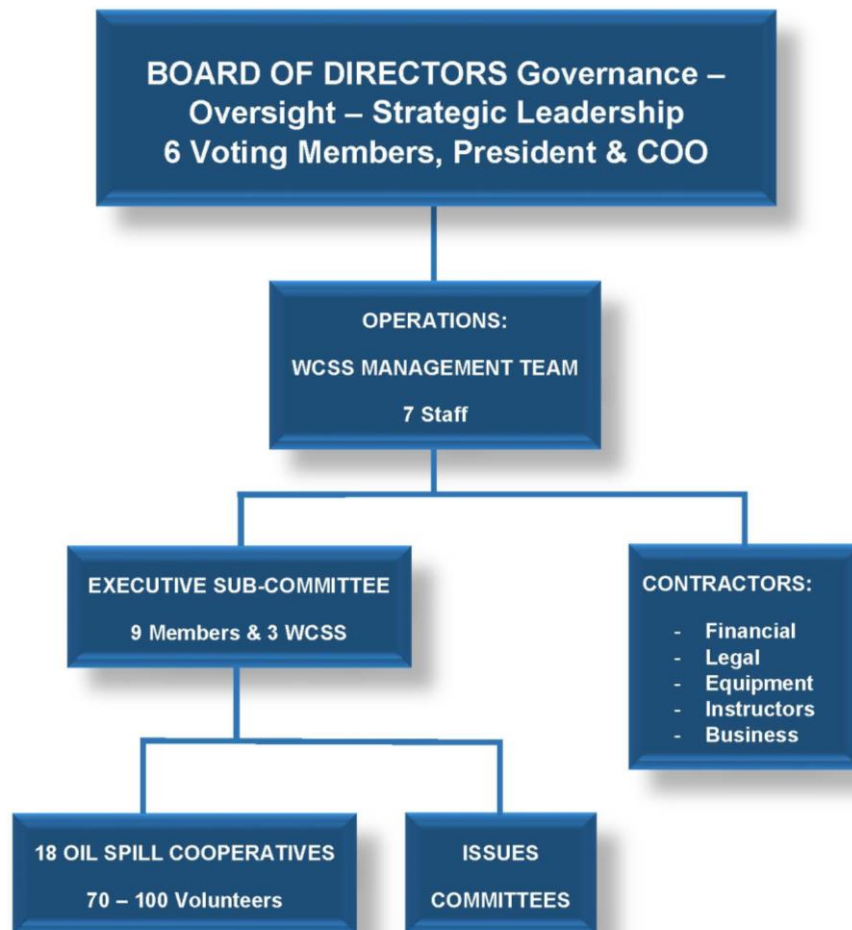 BOARD OF DIRECTORS Governance –
Oversight – Strategic Leadership
6 Voting Members, President & COO
OPERATIONS:
WCSS MANAGEMENT TEAM
7 Staff
EXECUTIVE SUB-COMMITTEE
9 Members & 3 WCSS
CONTRACTORS:
- Financial
- Legal
- Equipment
- Instructors
- Business
18 OIL SPILL COOPERATIVES
70 – 100 Volunteers
ISSUES
COMMITTEES